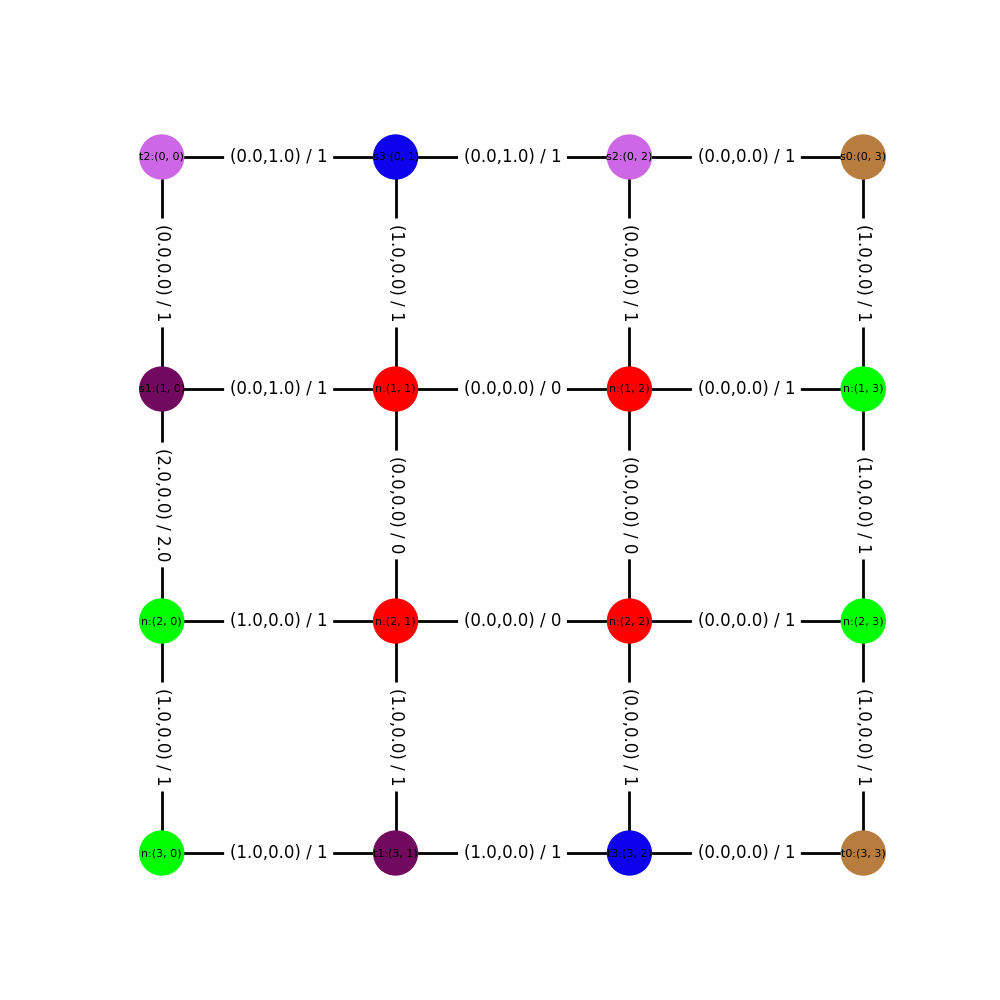 t2:(0, 0) (0.0,1.0) / 1 s3:(0, 1) (0.0,1.0) / 1 s2:(0, 2) (0.0,0.0) / 1 s0:(0, 3)
(0.0,0.0) / 1 (1.0,0.0) / 1 (0.0,0.0) / 1 (1.0,0.0) / 1
s1:(1, 0) (0.0,1.0) / 1 n:(1, 1) (0.0,0.0) / 0 n:(1, 2) (0.0,0.0) / 1 n:(1, 3)
(2.0,0.0) / 2.0 (0.0,0.0) / 0 (0.0,0.0) / 0 (1.0,0.0) / 1
n:(2, 0) (1.0,0.0) / 1 n:(2, 1) (0.0,0.0) / 0 n:(2, 2) (0.0,0.0) / 1 n:(2, 3)
(1.0,0.0) / 1 (1.0,0.0) / 1 (0.0,0.0) / 1 (1.0,0.0) / 1
n:(3, 0) (1.0,0.0) / 1 t1:(3, 1) (1.0,0.0) / 1 t3:(3, 2) (0.0,0.0) / 1 t0:(3, 3)